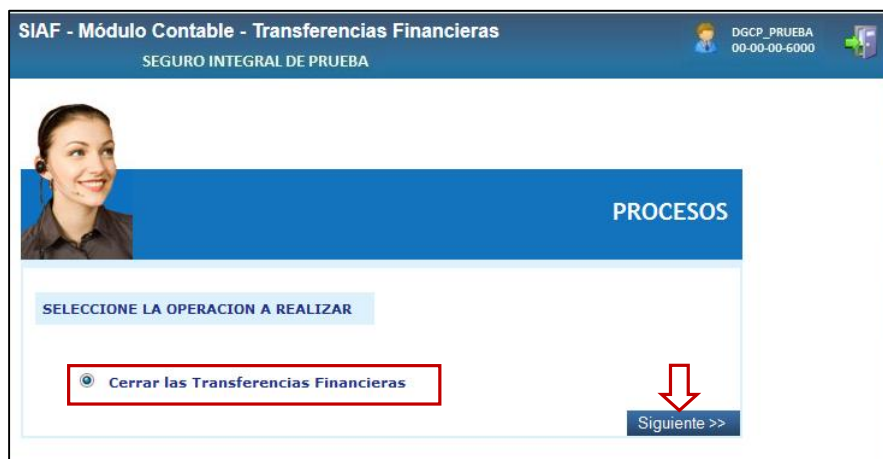 SIAF - Módulo Contable - Transferencias Financieras
SEGURO INTEGRAL DE PRUEBA
DGCP_PRUEBA
00-00-00-6000
PROCESOS
SELECCIONE LA OPERACION A REALIZAR
Cerrar las Transferencias Financieras
Siguiente >>